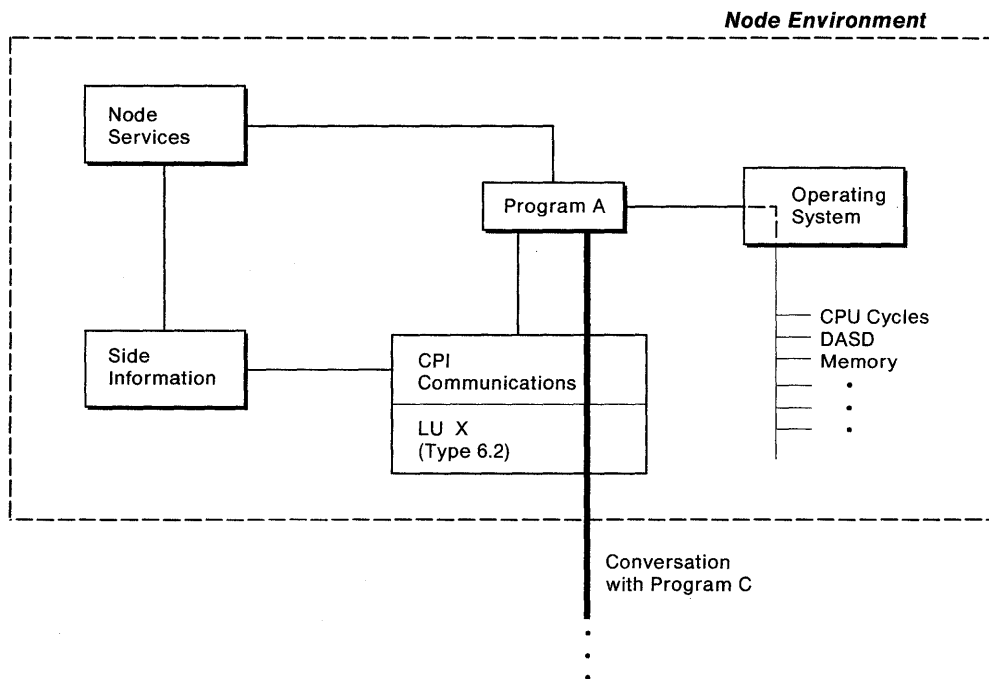 Node Environment
Node
Services
Program A
Operating
System
CPU Cycles
DASD
Memory
Side
Information
CPI
Communications
LU X
(Type 6.2)
Conversation
with Program C